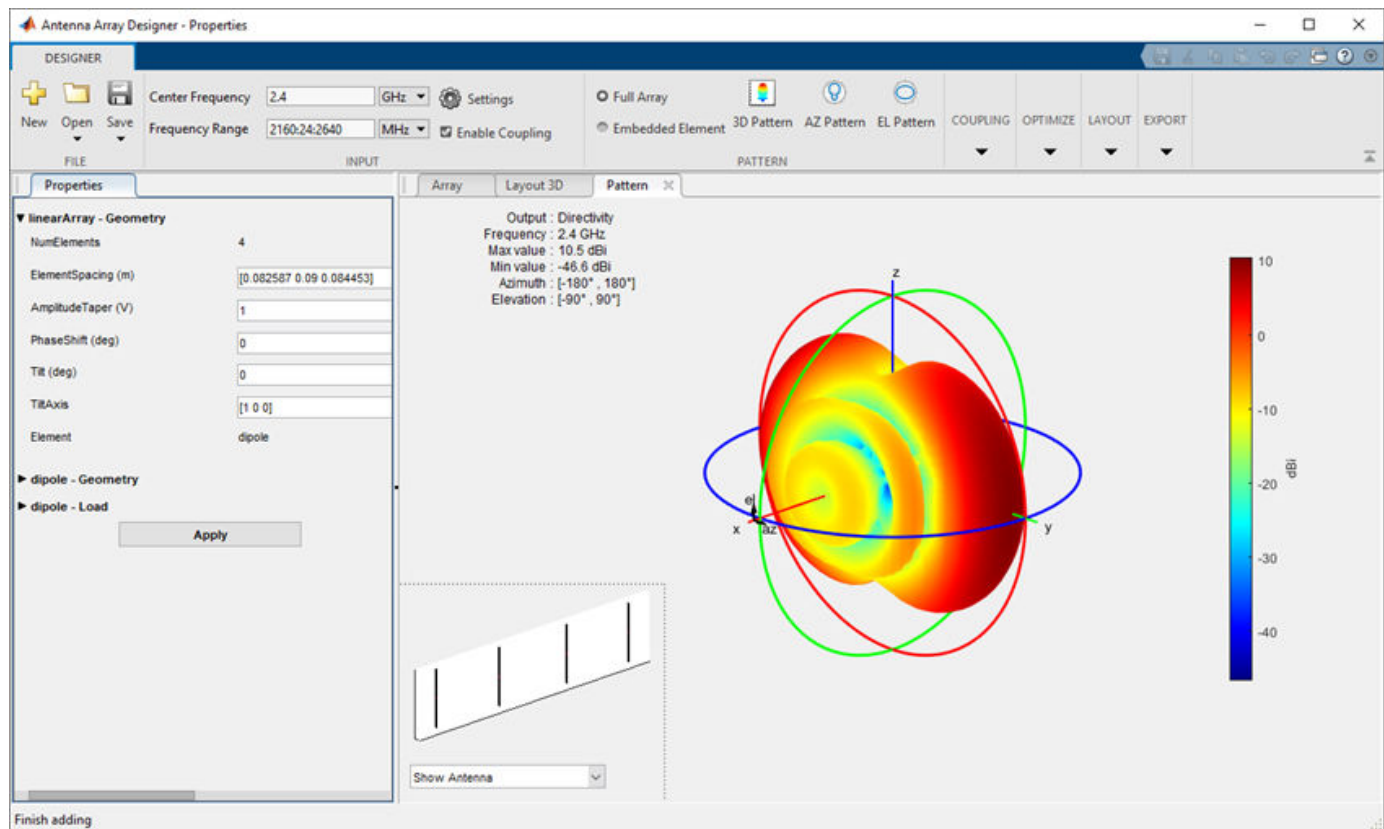 Antenna Array Designer - Properties
DESIGNER
New
Open
Save
FILE
Center Frequency 2.4 GHz
Frequency Range 2160:24:2640 MHz
Settings
Enable Coupling
INPUT
Full Array
Embedded Element
3D Pattern
AZ Pattern
EL Pattern
PATTERN
COUPLING
OPTIMIZE
LAYOUT
EXPORT
Properties
linearArray - Geometry
NumElements 4
ElementSpacing (m) [0.082587 0.09 0.084453]
AmplitudeTaper (V) 1
PhaseShift (deg) 0
Tilt (deg) 0
TiltAxis [1 0 0]
Element dipole
dipole - Geometry
dipole - Load
Apply
Array
Layout 3D
Pattern
Output : Directivity
Frequency : 2.4 GHz
Max value : 10.5 dBi
Min value : -46.6 dBi
Azimuth : [-180° , 180°]
Elevation : [-90° , 90°]
z
el
x
az
y
10
0
-10
-20
-30
-40
dBi
Show Antenna
Finish adding